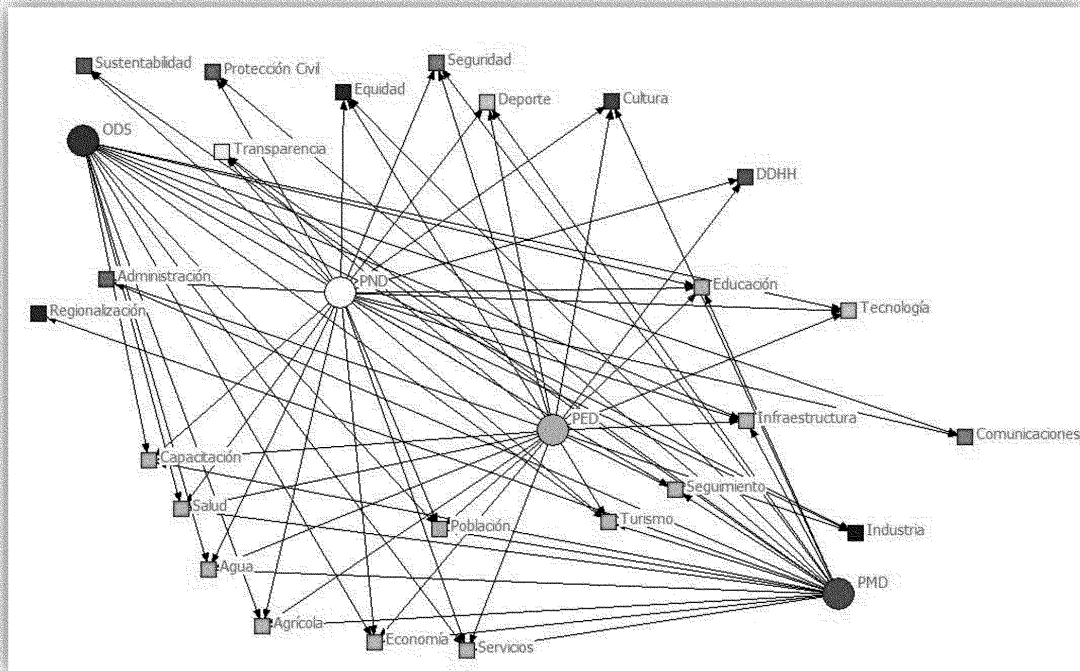 Sustentabilidad
Protección Civil
Seguridad
Equidad
Deporte
Cultura
ODS
Transparencia
DDHH
Administración
PND
Educación
Regionalización
Tecnología
PED
Infraestructura
Comunicaciones
Capacitación
Seguimiento
Salud
Población
Turismo
Industria
Agua
PMD
Agrícola
Economía
Servicios